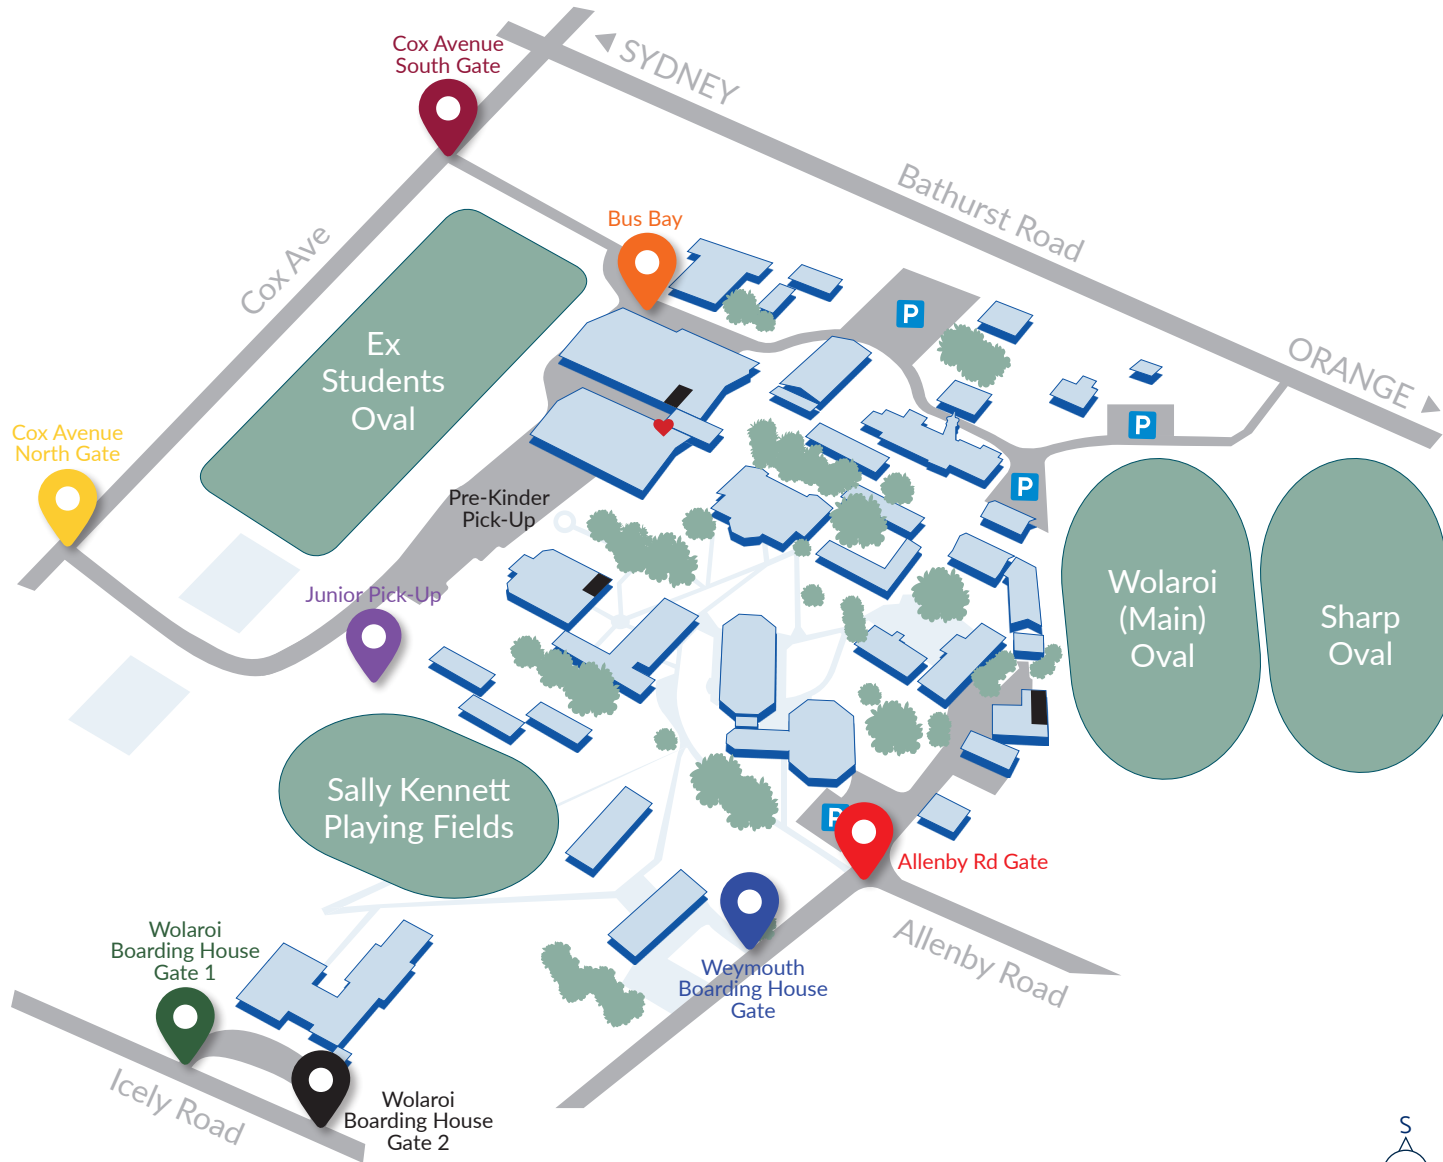 Cox Avenue
South Gate
SYDNEY
Bathurst Road
Bus Bay
Cox Ave
P
ORANGE
Ex
Students
Oval
P
Cox Avenue
North Gate
P
Pre-Kinder
Pick-Up
Junior Pick-Up
Wolaroi
(Main)
Oval
Sharp
Oval
Sally Kennett
Playing Fields
P
Allenby Rd Gate
Allenby Road
Wolaroi
Boarding House
Gate 1
Weymouth
Boarding House
Gate
Icely Road
Wolaroi
Boarding House
Gate 2
S